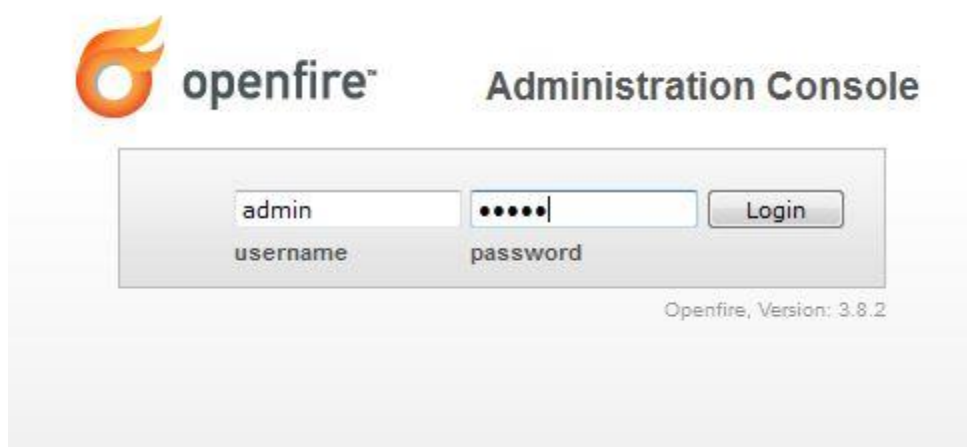 openfire™ Administration Console
admin ••••• Login
username password
Openfire, Version: 3.8.2